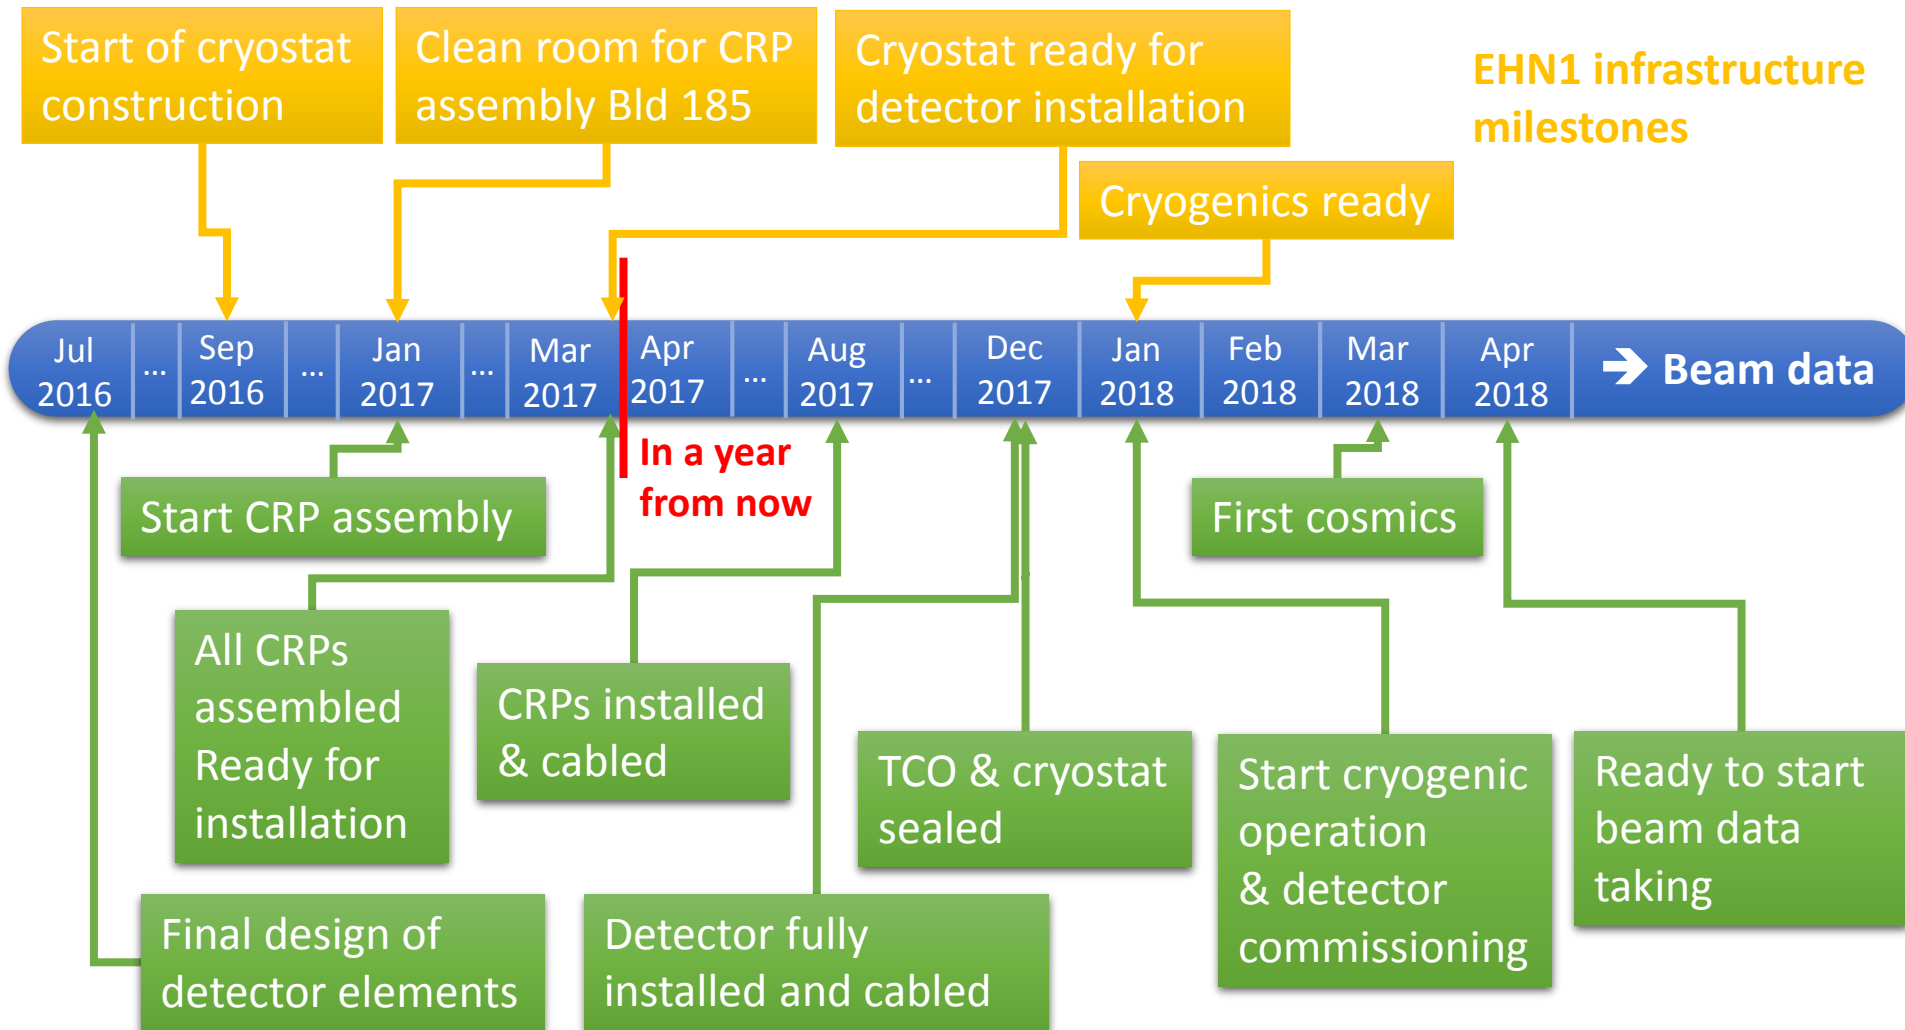 Start of cryostat
construction
Clean room for CRP
assembly Bld 185
Cryostat ready for
detector installation
EHN1 infrastructure
milestones
Cryogenics ready
Jul
2016
...
Sep
2016
...
Jan
2017
...
Mar
2017
Apr
2017
...
Aug
2017
...
Dec
2017
Jan
2018
Feb
2018
Mar
2018
Apr
2018
➔ Beam data
In a year
from now
Start CRP assembly
First cosmics
All CRPs
assembled
Ready for
installation
CRPs installed
& cabled
TCO & cryostat
sealed
Start cryogenic
operation
& detector
commissioning
Ready to start
beam data
taking
Final design of
detector elements
Detector fully
installed and cabled